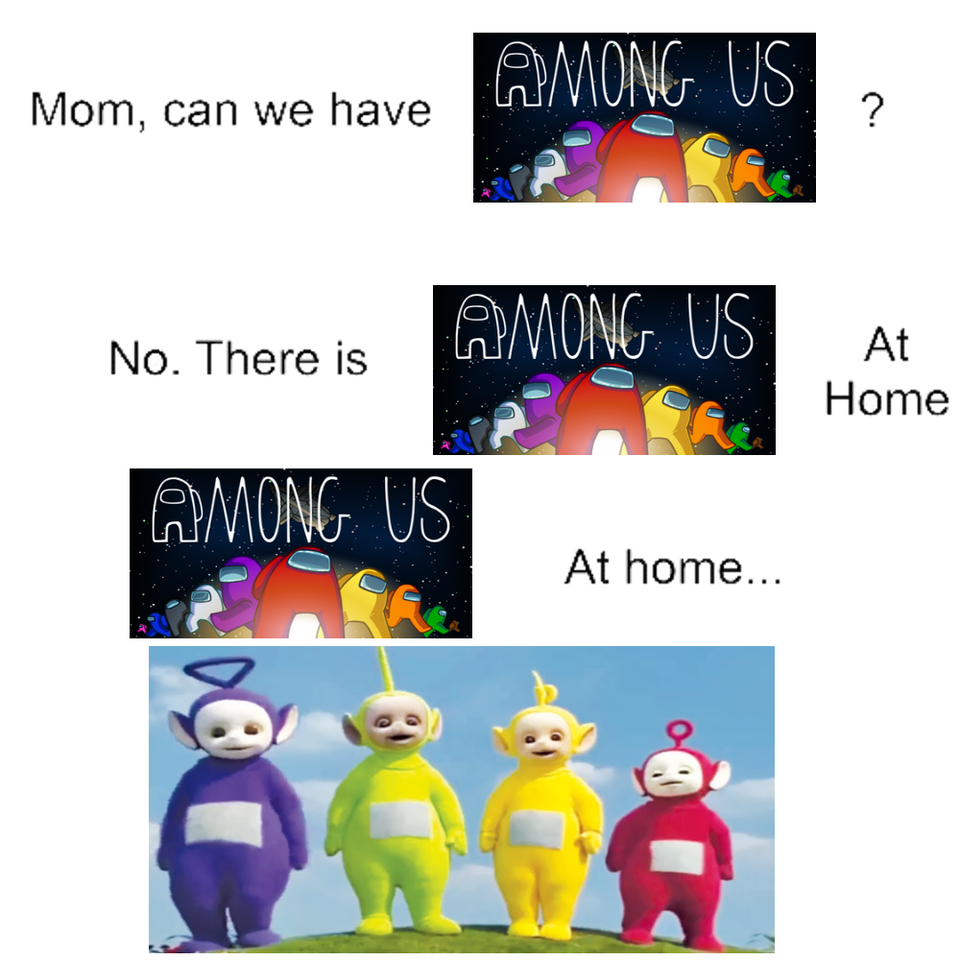 Mom, can we have AMONG US ?
No. There is AMONG US At
Home
AMONG US At home...